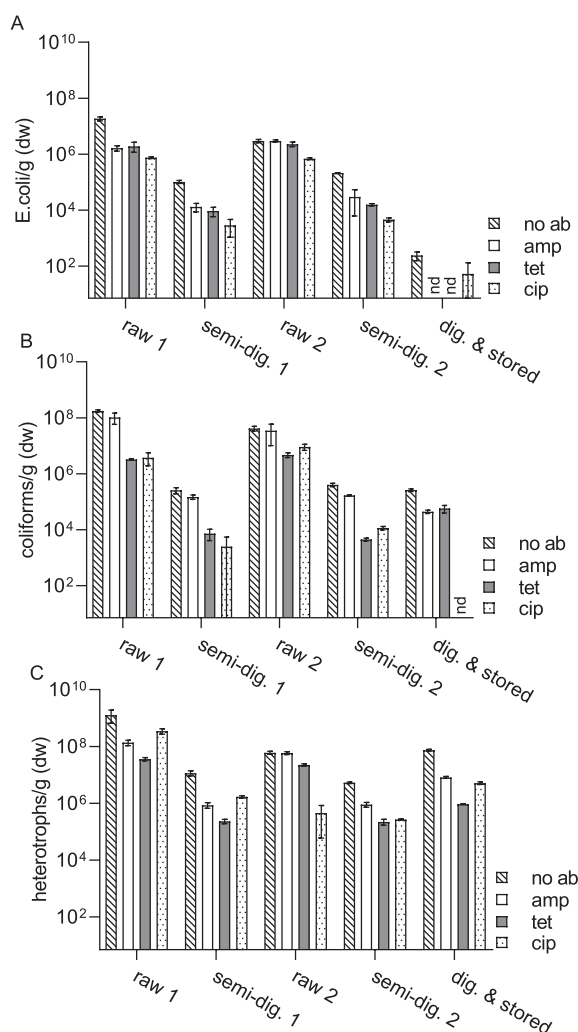 A
10^10
10^8
10^6
10^4
10^2
E.coli/g (dw)
nd
nd
no ab
amp
tet
cip
raw 1
semi-dig. 1
raw 2
semi-dig. 2
dig. & stored
B
10^10
10^8
10^6
10^4
10^2
coliforms/g (dw)
nd
no ab
amp
tet
cip
raw 1
semi-dig. 1
raw 2
semi-dig. 2
dig. & stored
C
10^10
10^8
10^6
10^4
10^2
heterotrophs/g (dw)
no ab
amp
tet
cip
raw 1
semi-dig. 1
raw 2
semi-dig. 2
dig. & stored